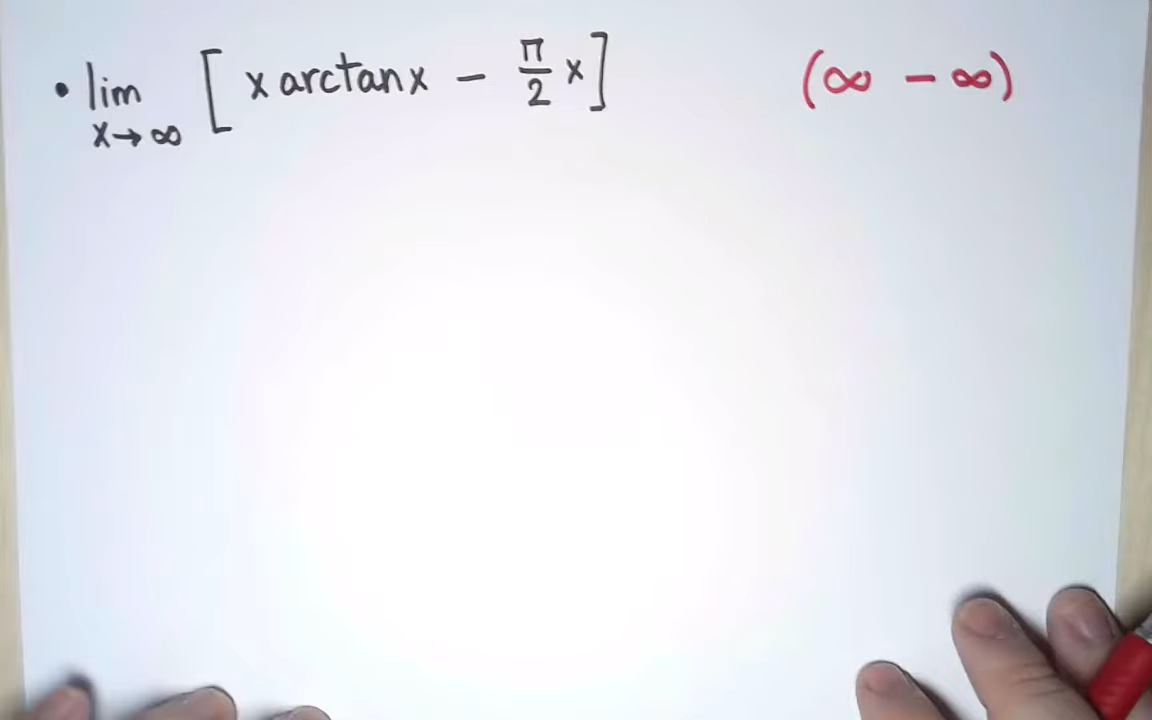 • lim x→∞ [ x arctan x − π/2 x ] (∞ − ∞)